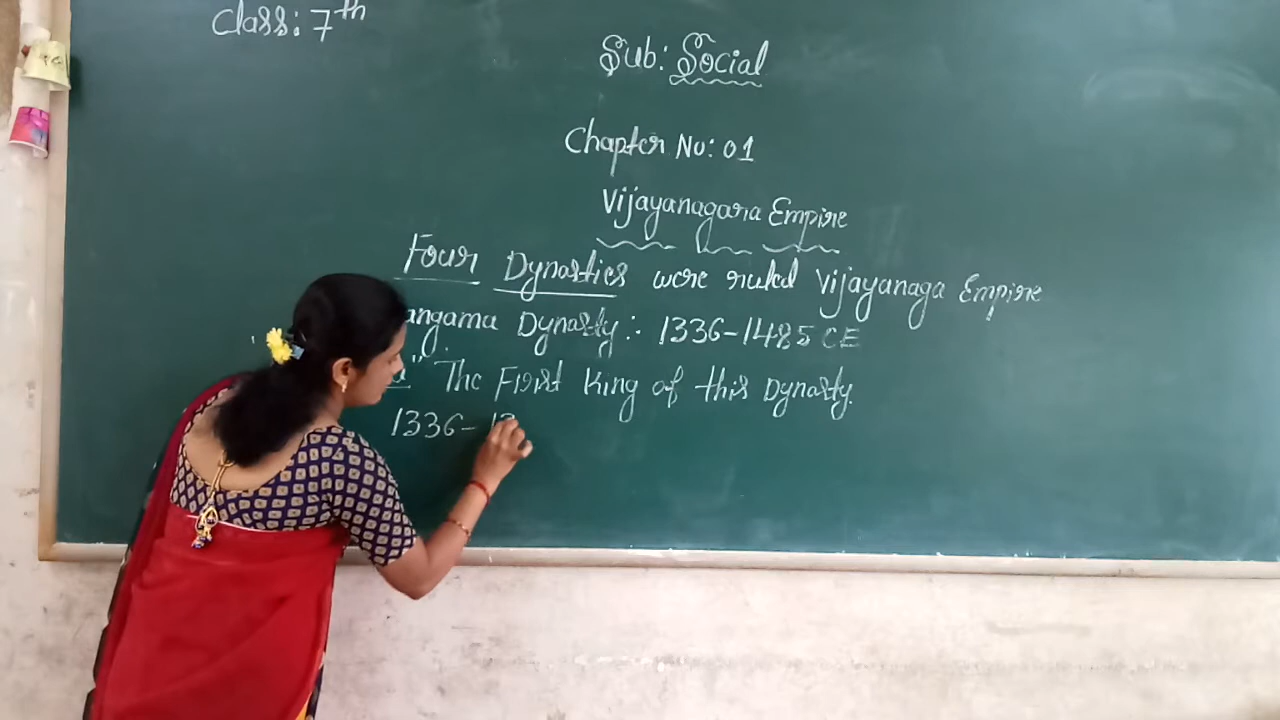 Class: 7th
Sub: Social
Chapter No: 01
Vijayanagara Empire
Four Dynasties were ruled Vijayanaga Empire
angama Dynasty:- 1336-1485 CE
a" The First King of this Dynasty.
1336- 13